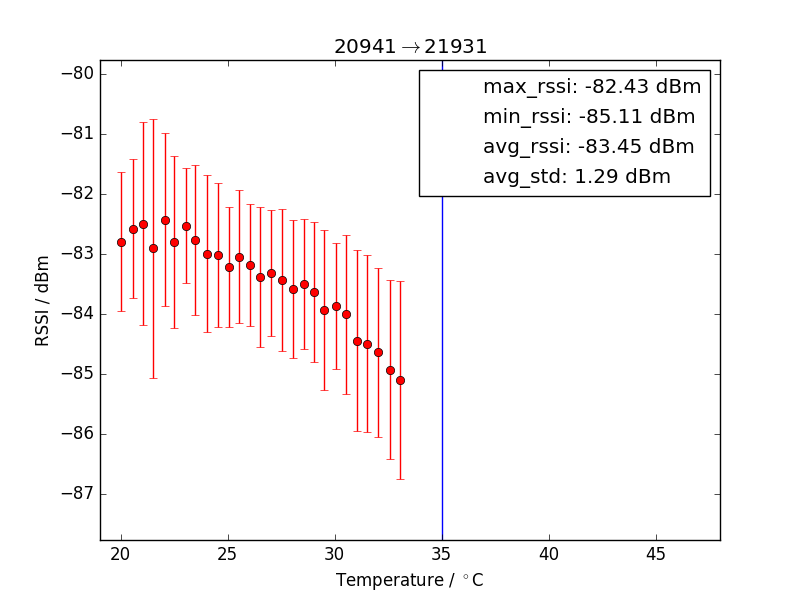 20941→21931
max_rssi: -82.43 dBm
min_rssi: -85.11 dBm
avg_rssi: -83.45 dBm
avg_std: 1.29 dBm
RSSI / dBm
−80
−81
−82
−83
−84
−85
−86
−87
20 25 30 35 40 45
Temperature / °C